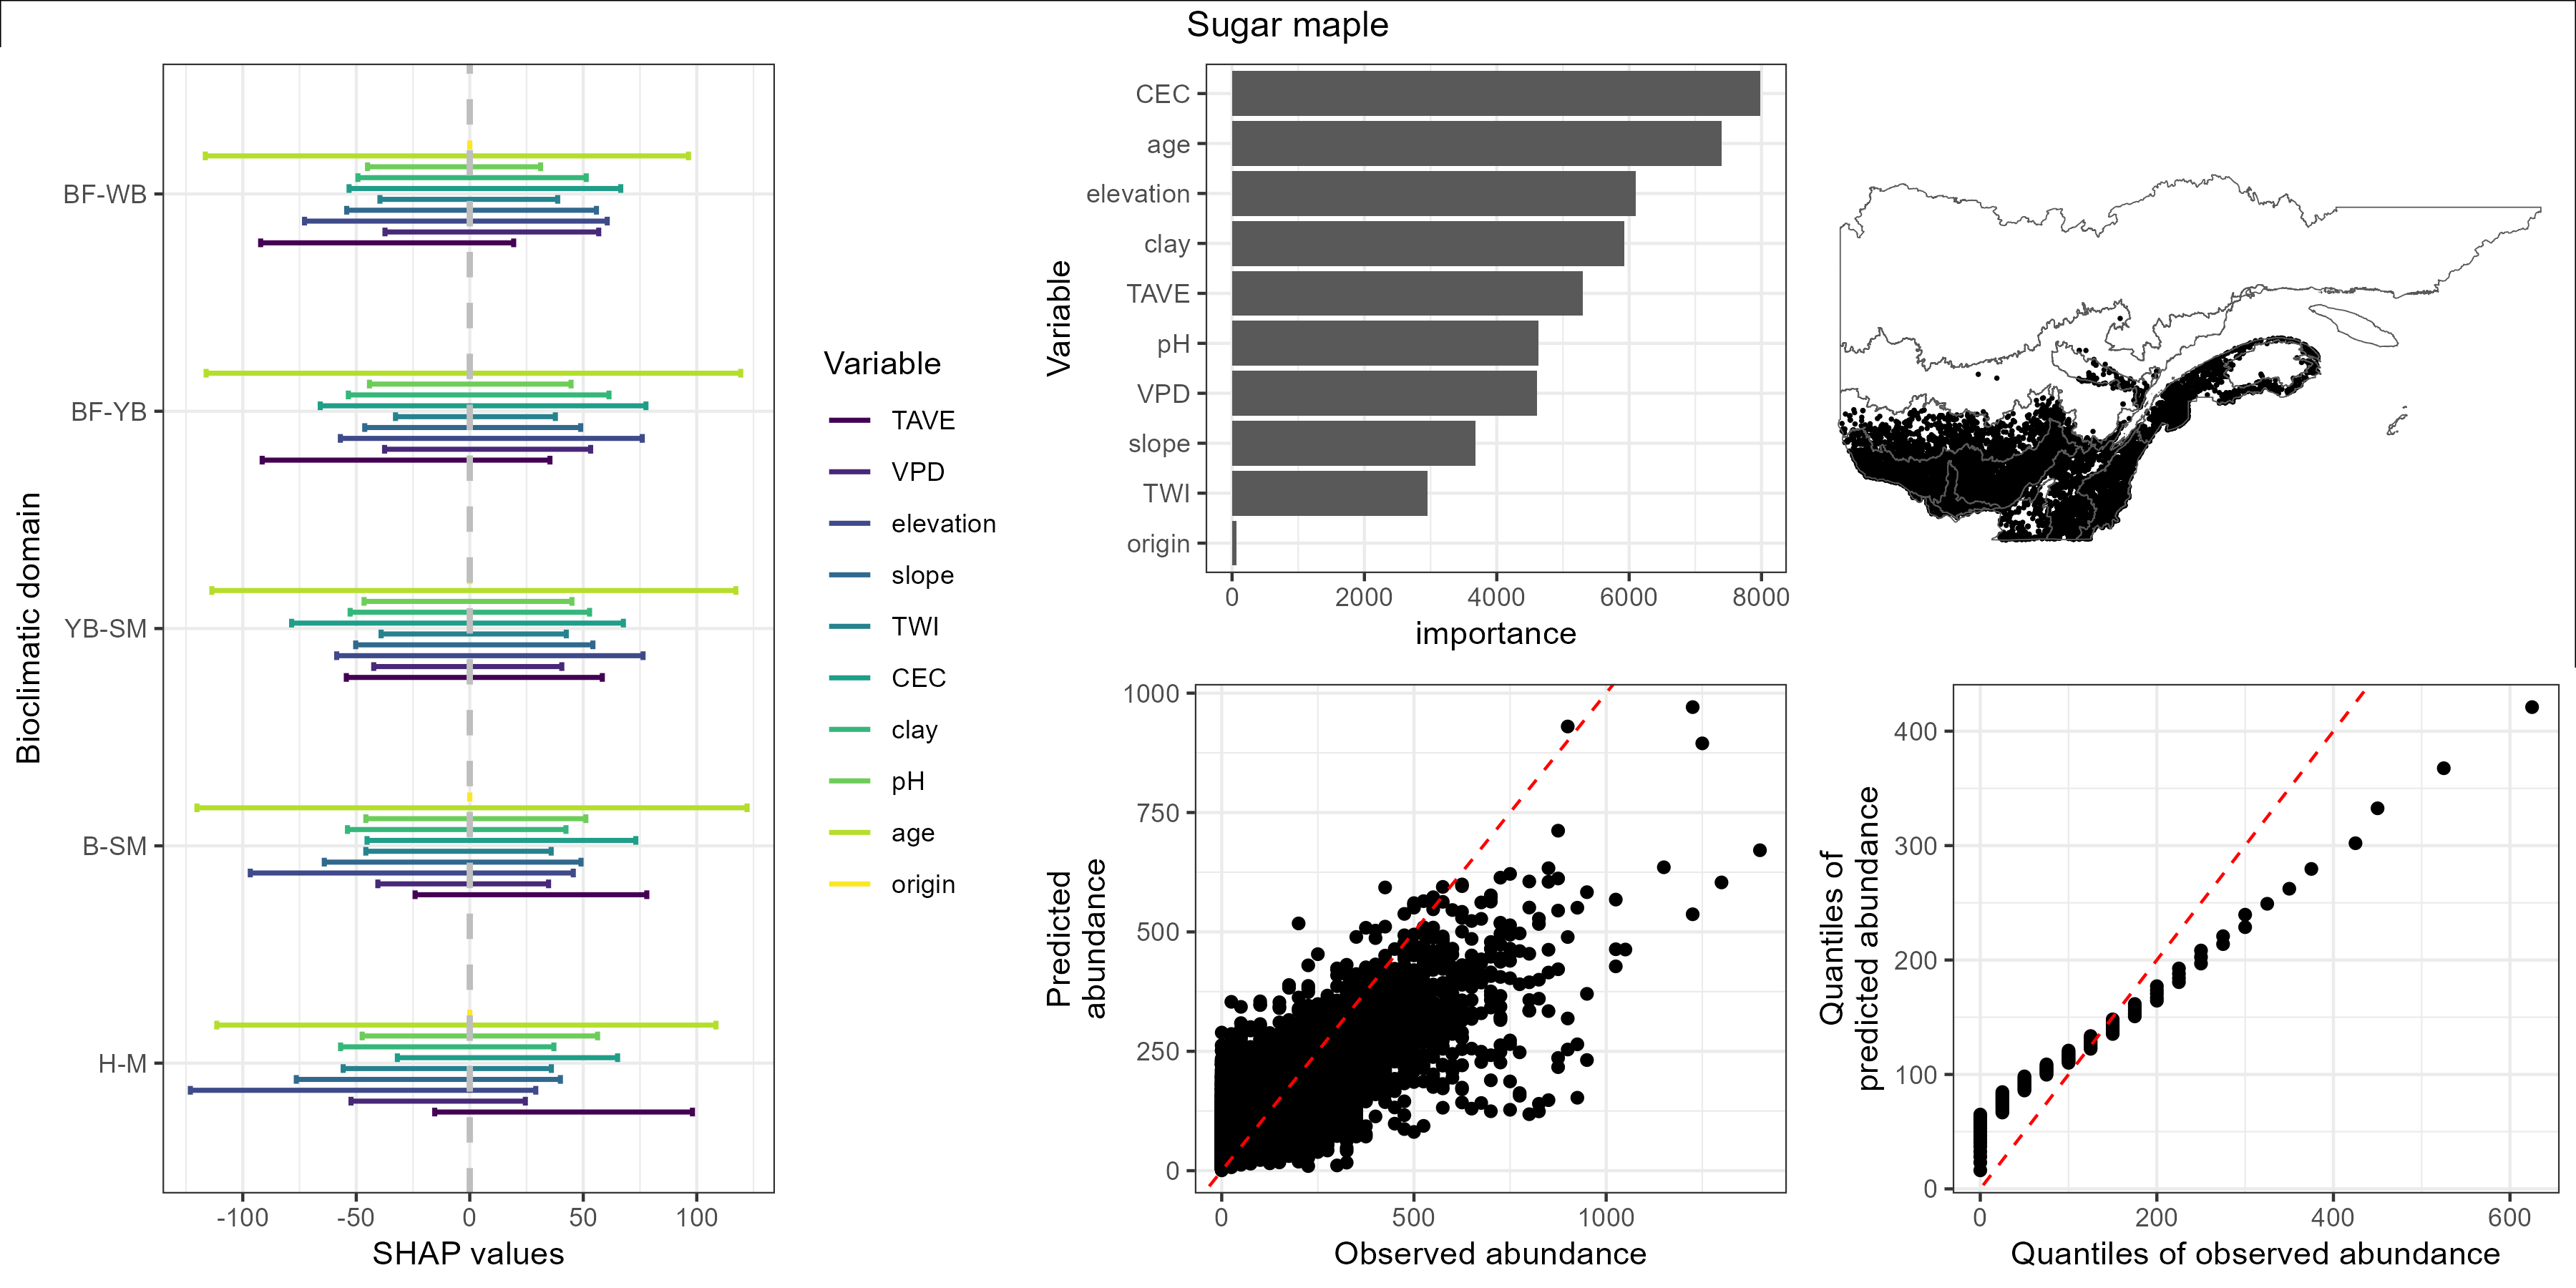 Sugar maple
Bioclimatic domain
BF-WB
BF-YB
YB-SM
B-SM
H-M
-100
-50
0
50
100
SHAP values
Variable
TAVE
VPD
elevation
slope
TWI
CEC
clay
pH
age
origin
Variable
CEC
age
elevation
clay
TAVE
pH
VPD
slope
TWI
origin
0
2000
4000
6000
8000
importance
Predicted
abundance
1000
750
500
250
0
0
500
1000
Observed abundance
Quantiles of
predicted abundance
400
300
200
100
0
0
200
400
600
Quantiles of observed abundance